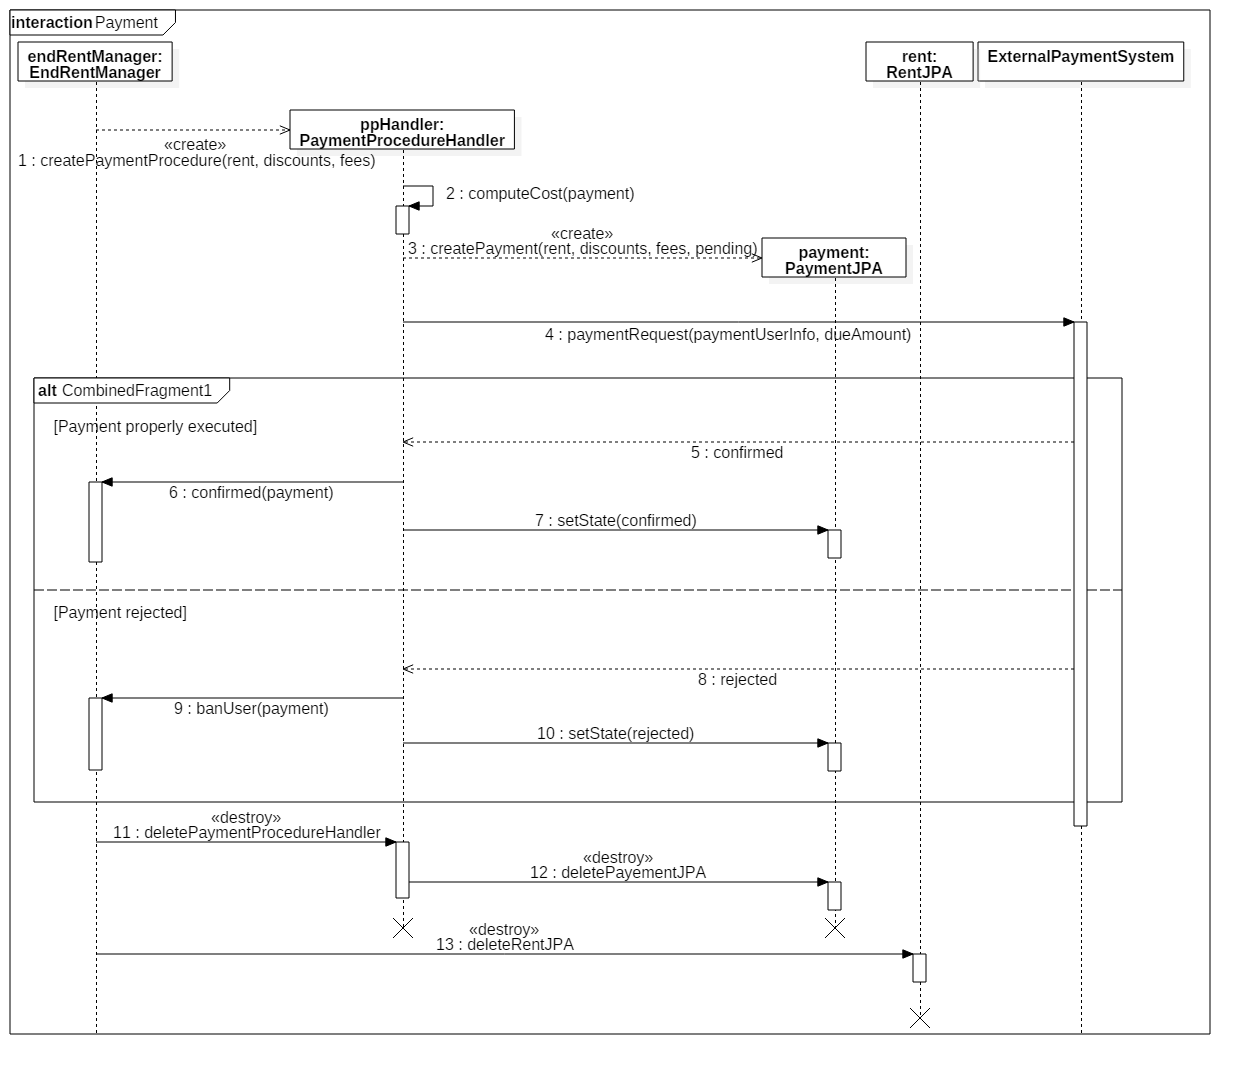 interaction Payment
endRentManager:
EndRentManager
rent:
RentJPA
ExternalPaymentSystem
ppHandler:
PaymentProcedureHandler
«create»
1 : createPaymentProcedure(rent, discounts, fees)
2 : computeCost(payment)
«create»
3 : createPayment(rent, discounts, fees, pending)
payment:
PaymentJPA
4 : paymentRequest(paymentUserInfo, dueAmount)
alt CombinedFragment1
[Payment properly executed]
5 : confirmed
6 : confirmed(payment)
7 : setState(confirmed)
[Payment rejected]
8 : rejected
9 : banUser(payment)
10 : setState(rejected)
«destroy»
11 : deletePaymentProcedureHandler
«destroy»
12 : deletePayementJPA
«destroy»
13 : deleteRentJPA